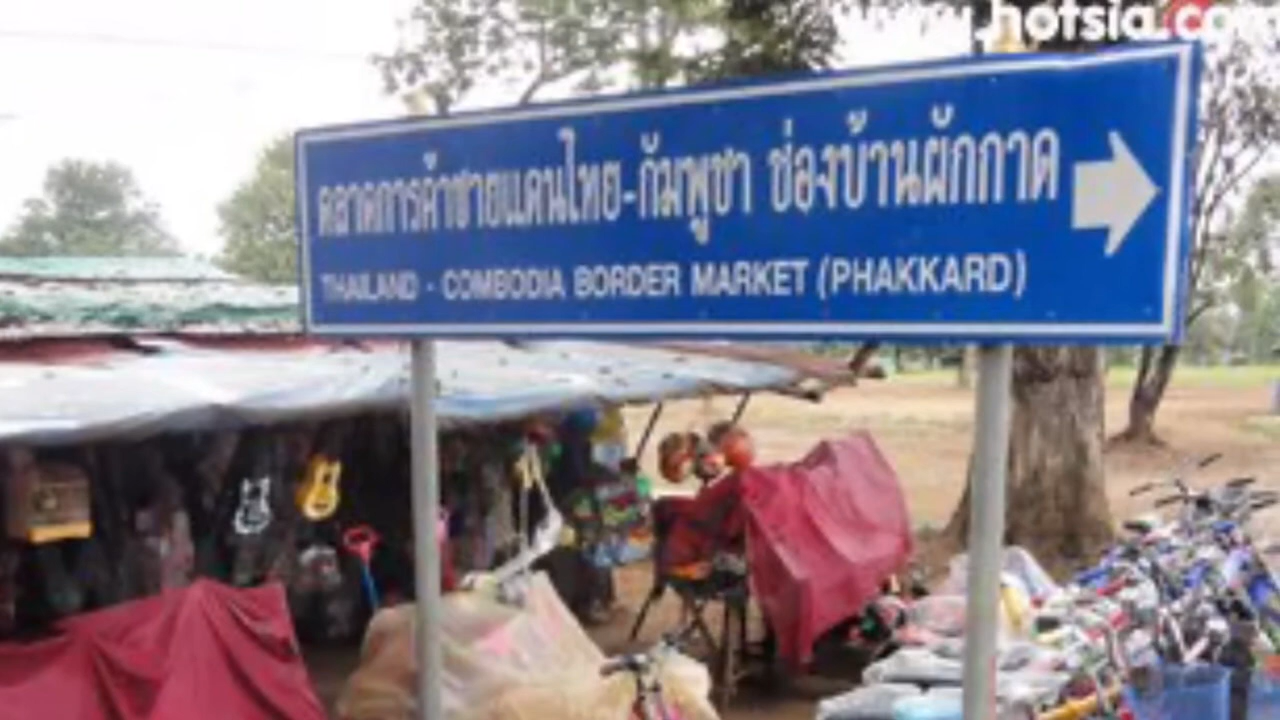 www.hotsia.com
ตลาดการค้าชายแดนไทย-กัมพูชา ช่องบ้านผักกาด
THAILAND - COMBODIA BORDER MARKET (PHAKKARD)